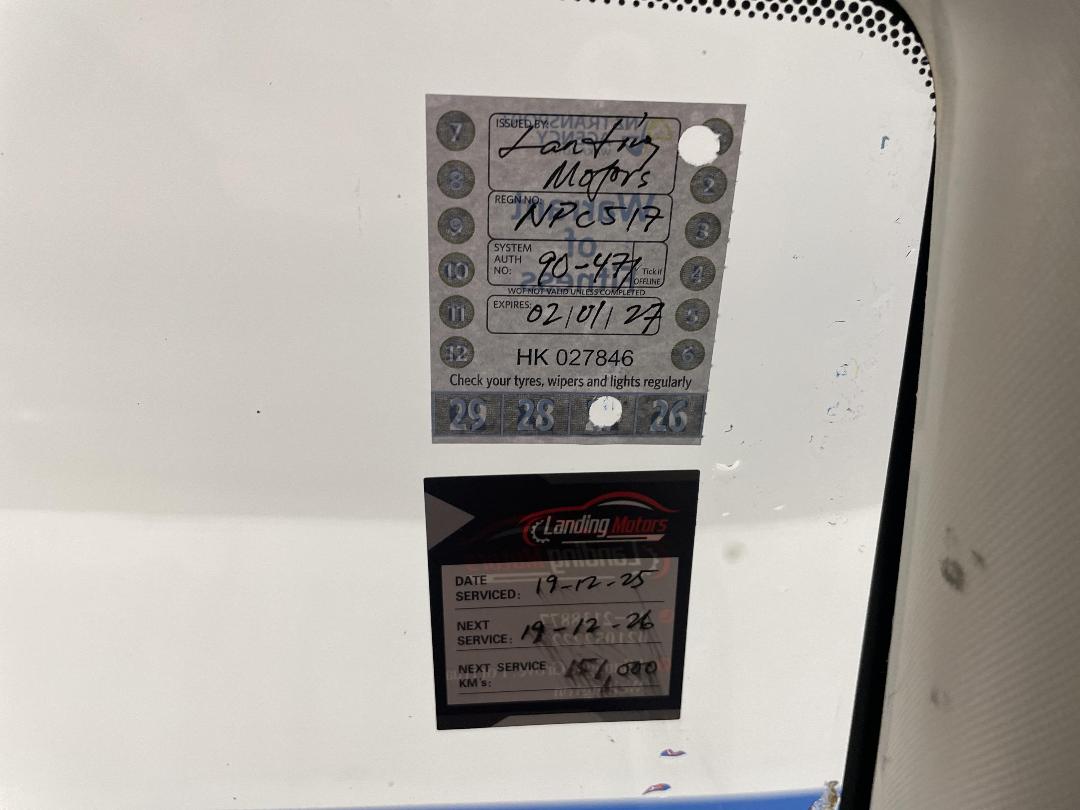 ISSUED BY:
Landing
Motors
REGN NO:
NPC517
SYSTEM
AUTH
NO:
90-471
Tick if
OFFLINE
WOF NOT VALID UNLESS COMPLETED
EXPIRES:
02/01/27
HK 027846
Check your tyres, wipers and lights regularly
7
8
9
10
11
12
2
3
4
5
6
29 28 26
Landing Motors
DATE
SERVICED: 19-12-25
NEXT
SERVICE: 19-12-26
NEXT SERVICE
KM's: 151,000